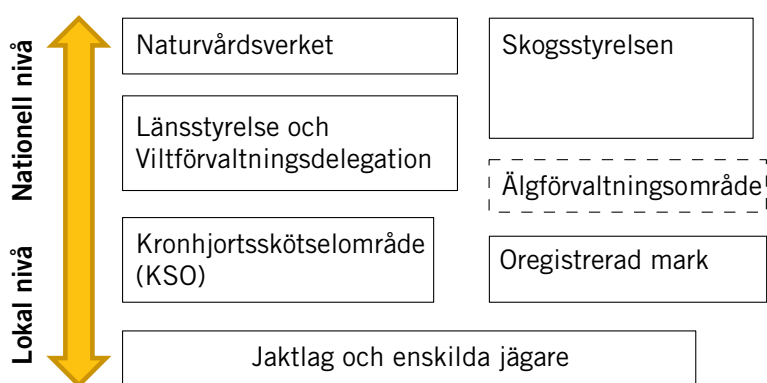 Nationell nivå
Lokal nivå
Naturvårdsverket
Skogsstyrelsen
Länsstyrelse och
Viltförvaltningsdelegation
Älgförvaltningsområde
Kronhjortsskötselområde
(KSO)
Oregistrerad mark
Jaktlag och enskilda jägare